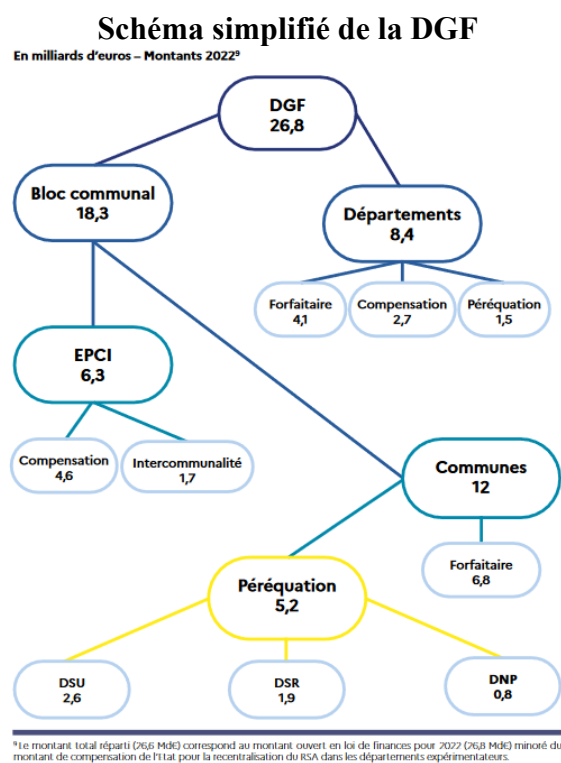 Schéma simplifié de la DGF
En milliards d'euros – Montants 2022⁹
DGF
26,8
Bloc communal
18,3
Départements
8,4
Forfaitaire
4,1
Compensation
2,7
Péréquation
1,5
EPCI
6,3
Compensation
4,6
Intercommunalité
1,7
Communes
12
Forfaitaire
6,8
Péréquation
5,2
DSU
2,6
DSR
1,9
DNP
0,8
⁹Le montant total réparti (26,6 Md€) correspond au montant ouvert en loi de finances pour 2022 (26,8 Md€) minoré du
montant de compensation de l'Etat pour la recentralisation du RSA dans les départements expérimentateurs.